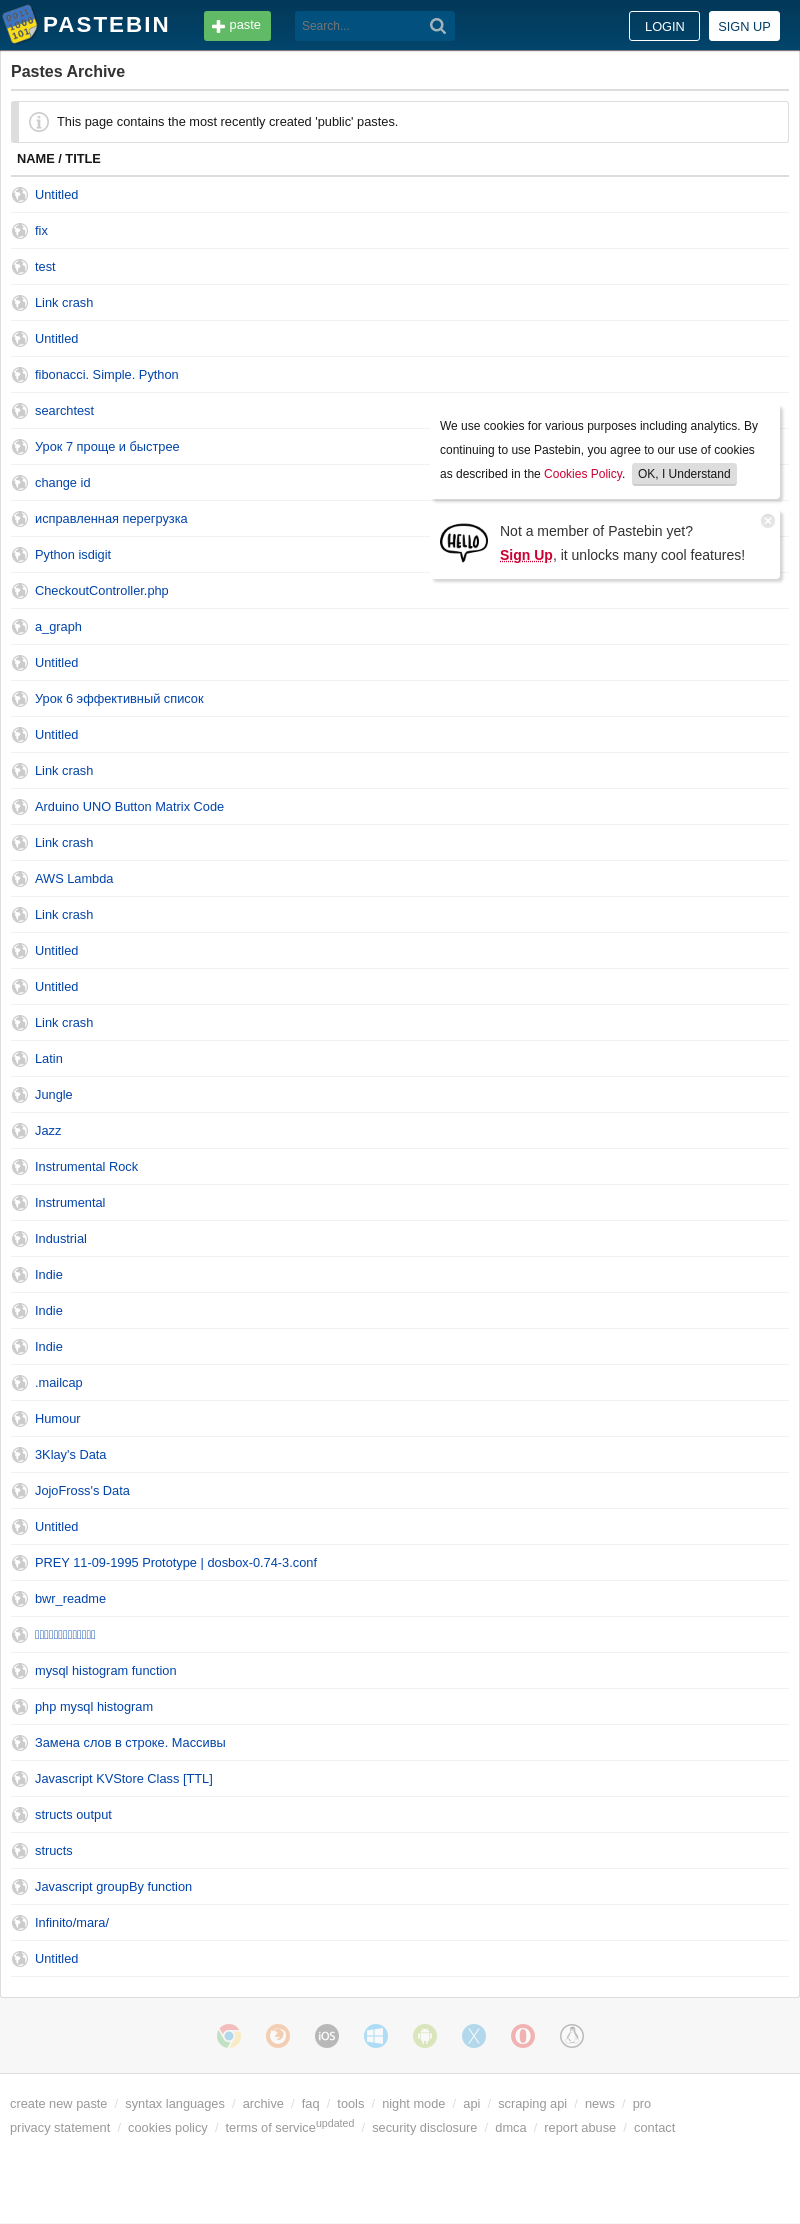 PASTEBIN
paste
Search...
LOGIN
SIGN UP
Pastes Archive
This page contains the most recently created 'public' pastes.
NAME / TITLE
Untitled
fix
test
Link crash
Untitled
fibonacci. Simple. Python
searchtest
Урок 7 проще и быстрее
change id
исправленная перегрузка
Python isdigit
CheckoutController.php
We use cookies for various purposes including analytics. By
continuing to use Pastebin, you agree to our use of cookies
as described in the Cookies Policy. OK, I Understand
HELLO
Not a member of Pastebin yet?
Sign Up, it unlocks many cool features!
a_graph
Untitled
Урок 6 эффективный список
Untitled
Link crash
Arduino UNO Button Matrix Code
Link crash
AWS Lambda
Link crash
Untitled
Untitled
Link crash
Latin
Jungle
Jazz
Instrumental Rock
Instrumental
Industrial
Indie
Indie
Indie
.mailcap
Humour
3Klay's Data
JojoFross's Data
Untitled
PREY 11-09-1995 Prototype | dosbox-0.74-3.conf
bwr_readme
mysql histogram function
php mysql histogram
Замена слов в строке. Массивы
Javascript KVStore Class [TTL]
structs output
structs
Javascript groupBy function
Infinito/mara/
Untitled
iOS
create new paste / syntax languages / archive / faq / tools / night mode / api / scraping api / news / pro
privacy statement / cookies policy / terms of serviceupdated / security disclosure / dmca / report abuse / contact